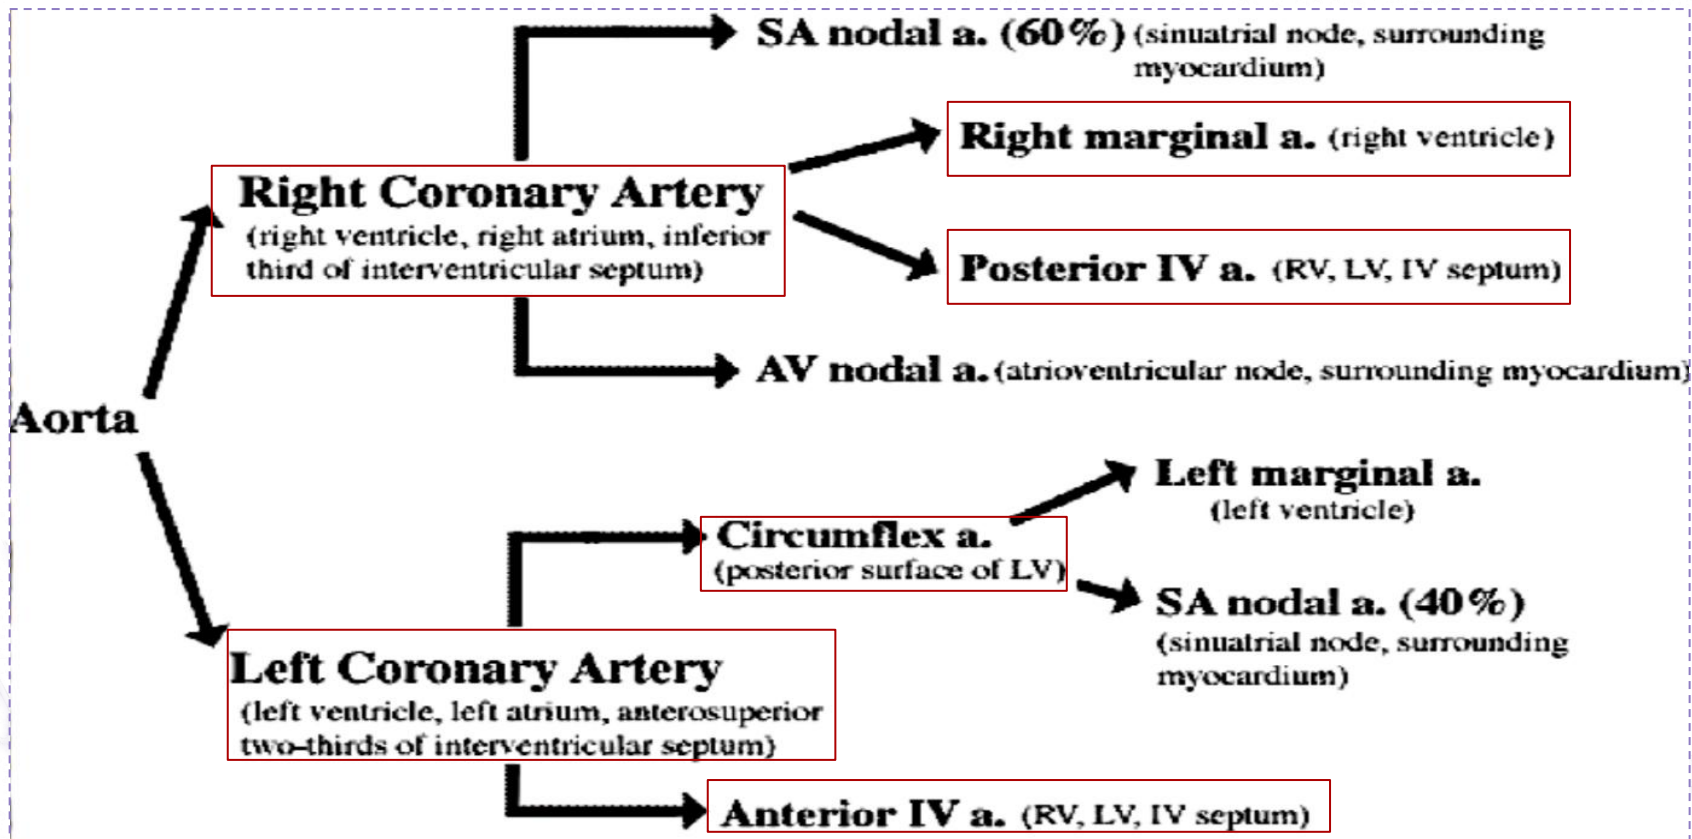 SA nodal a. (60%) (sinuatrial node, surrounding
myocardium)
Right marginal a. (right ventricle)
Right Coronary Artery
(right ventricle, right atrium, inferior
third of interventricular septum)
Posterior IV a. (RV, LV, IV septum)
AV nodal a. (atrioventricular node, surrounding myocardium)
Aorta
Left marginal a.
(left ventricle)
Circumflex a.
(posterior surface of LV)
SA nodal a. (40%)
(sinuatrial node, surrounding
myocardium)
Left Coronary Artery
(left ventricle, left atrium, anterosuperior
two-thirds of interventricular septum)
Anterior IV a. (RV, LV, IV septum)